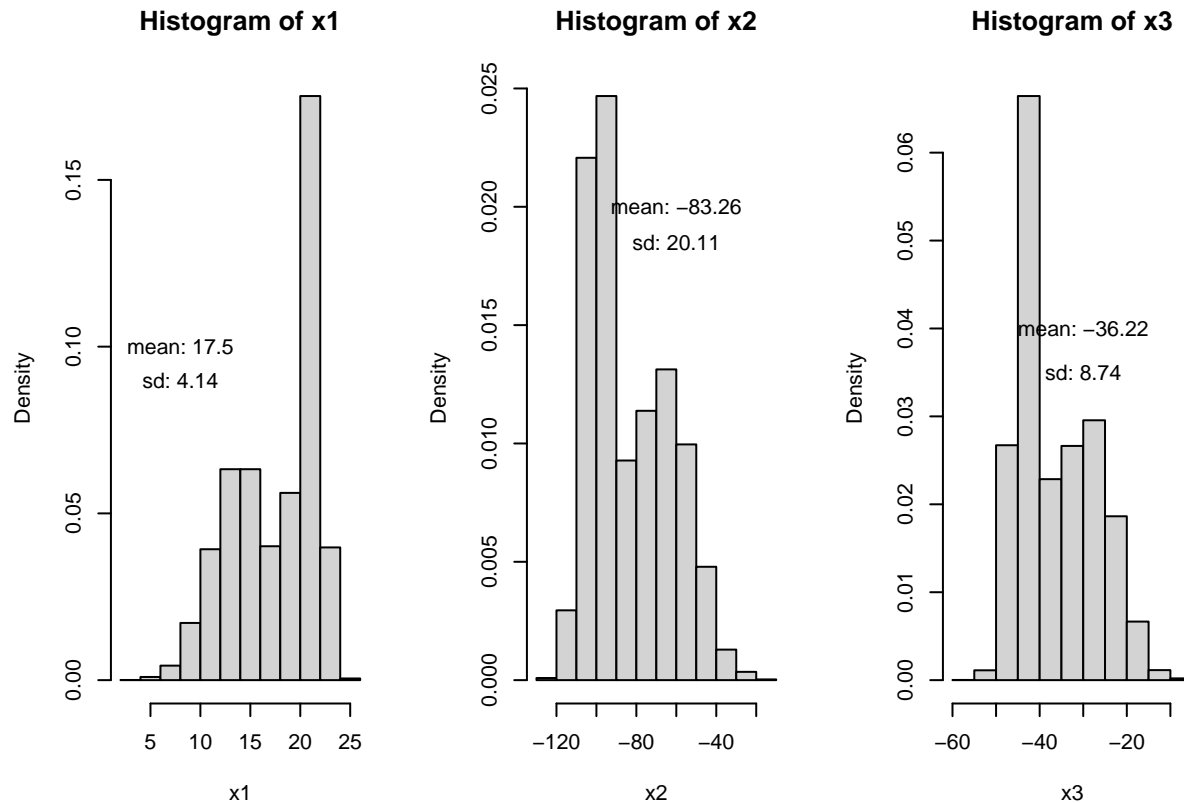 Histogram of x1
Density
0.00
0.05
0.10
0.15
mean: 17.5
sd: 4.14
5 10 15 20 25
x1
Histogram of x2
Density
0.000
0.005
0.010
0.015
0.020
0.025
mean: −83.26
sd: 20.11
−120 −80 −40
x2
Histogram of x3
Density
0.00
0.01
0.02
0.03
0.04
0.05
0.06
mean: −36.22
sd: 8.74
−60 −40 −20
x3